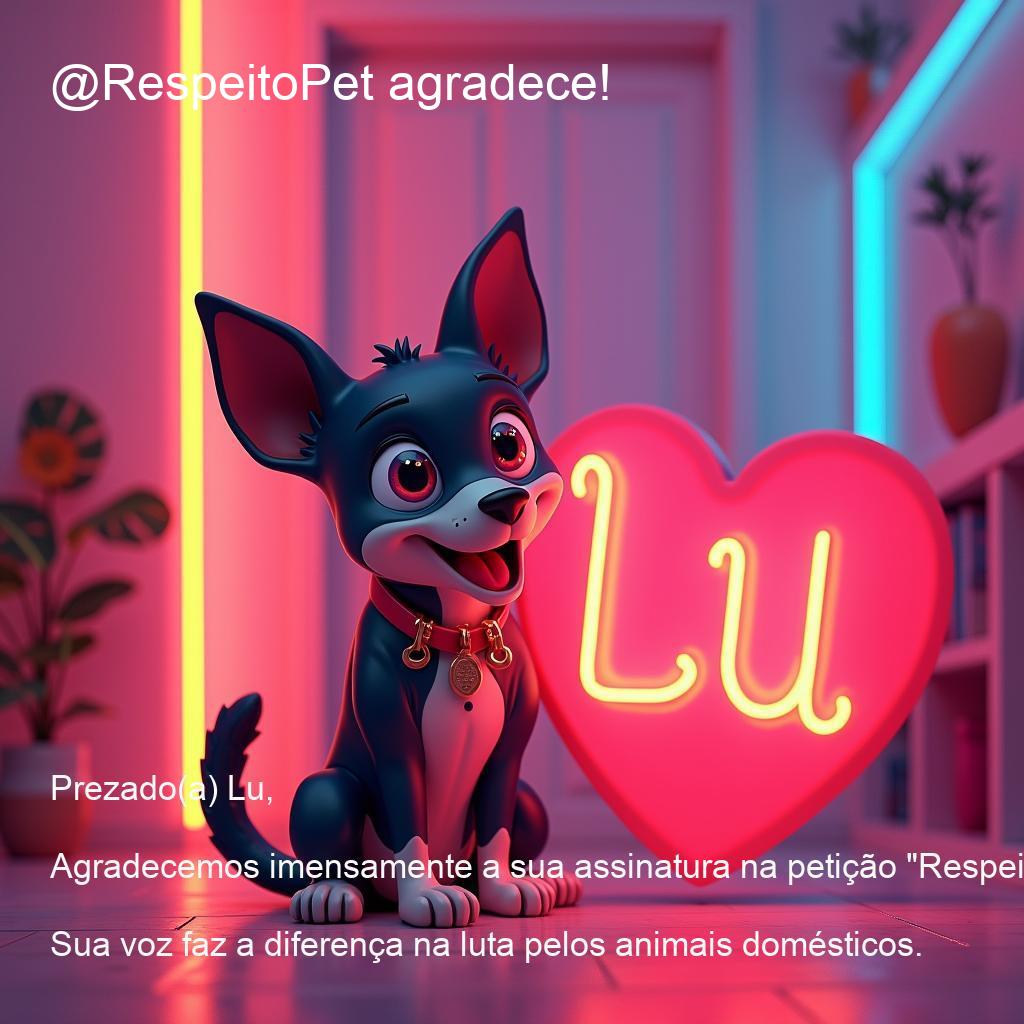 @RespeitoPet agradece!
Lu
Prezado(a) Lu,
Agradecemos imensamente a sua assinatura na petição "Respei
Sua voz faz a diferença na luta pelos animais domésticos.